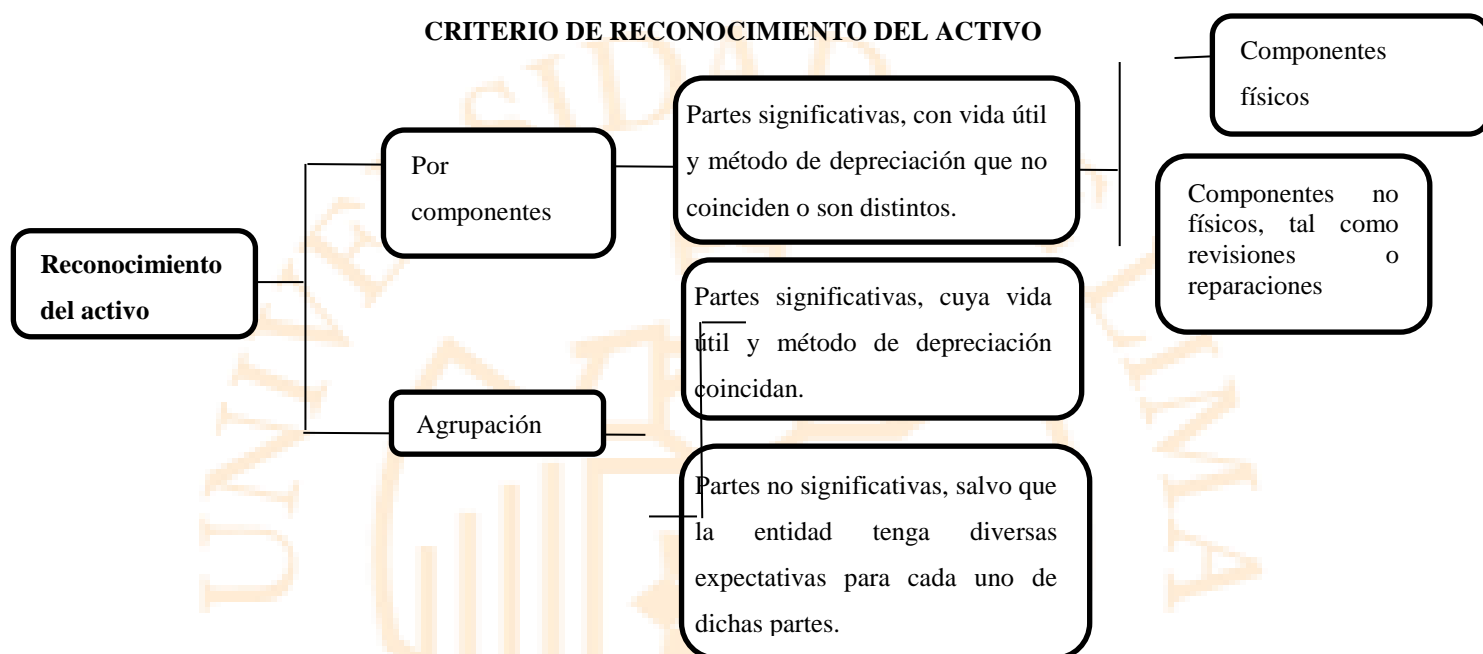 CRITERIO DE RECONOCIMIENTO DEL ACTIVO
Reconocimiento
del activo
Por
componentes
Partes significativas, con vida útil
y método de depreciación que no
coinciden o son distintos.
Componentes
físicos
Componentes no
físicos, tal como
revisiones o
reparaciones
Agrupación
Partes significativas, cuya vida
útil y método de depreciación
coincidan.
Partes no significativas, salvo que
la entidad tenga diversas
expectativas para cada uno de
dichas partes.
UNIVERSIDAD DE LIMA